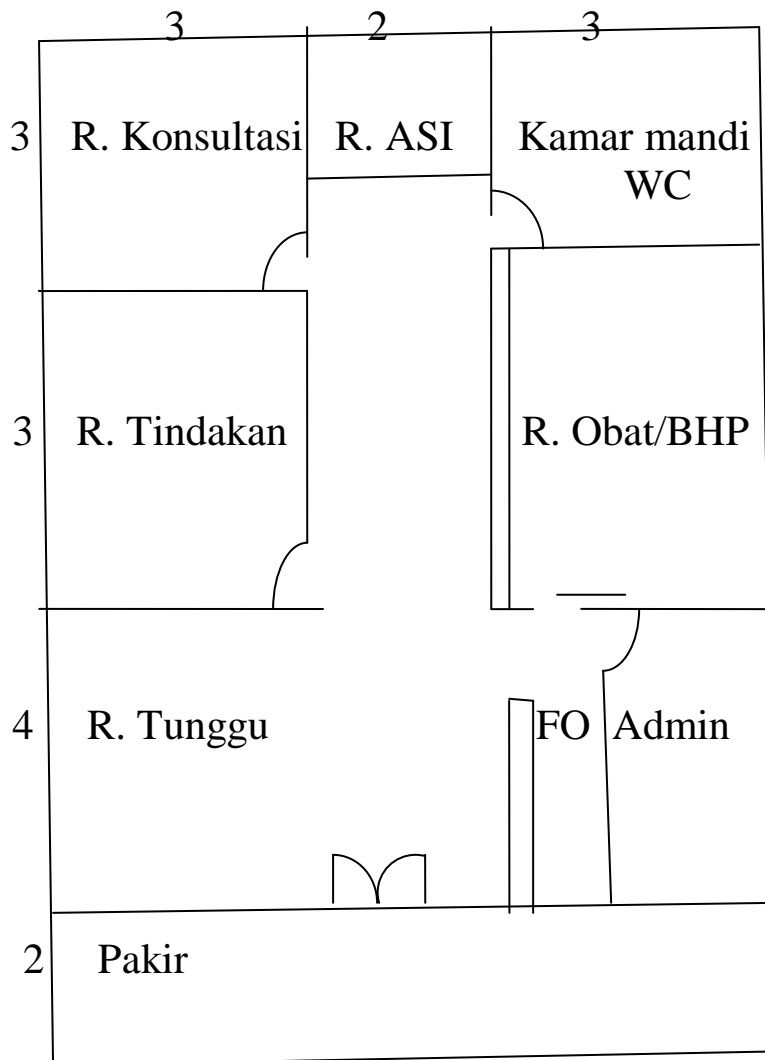 3 2 3
3 R. Konsultasi R. ASI Kamar mandi
WC
3 R. Tindakan R. Obat/BHP
4 R. Tunggu FO Admin
2 Pakir